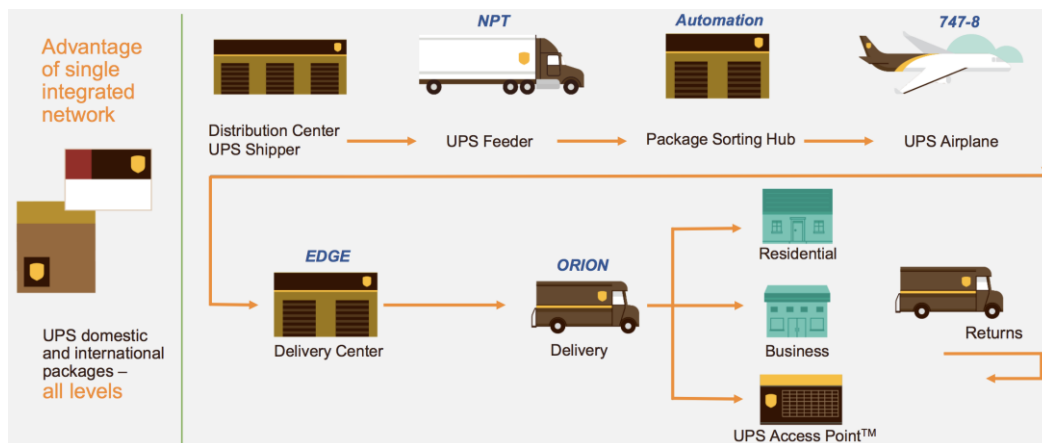 Advantage
of single
integrated
network
UPS domestic
and international
packages –
all levels
NPT
Automation
747-8
Distribution Center
UPS Shipper
UPS Feeder
Package Sorting Hub
UPS Airplane
EDGE
Delivery Center
ORION
Delivery
Residential
Business
UPS Access Point™
Returns